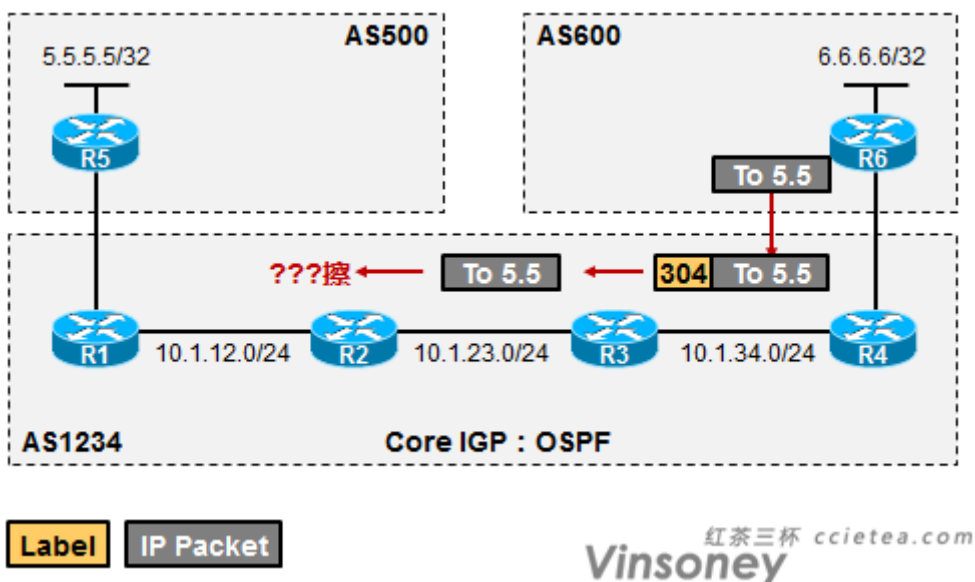 AS500
AS600
5.5.5.5/32
6.6.6.6/32
R5
R6
To 5.5
???擦
To 5.5
304 To 5.5
R1
10.1.12.0/24
R2
10.1.23.0/24
R3
10.1.34.0/24
R4
AS1234
Core IGP：OSPF
Label
IP Packet
红茶三杯 ccietea.com
Vinsoney